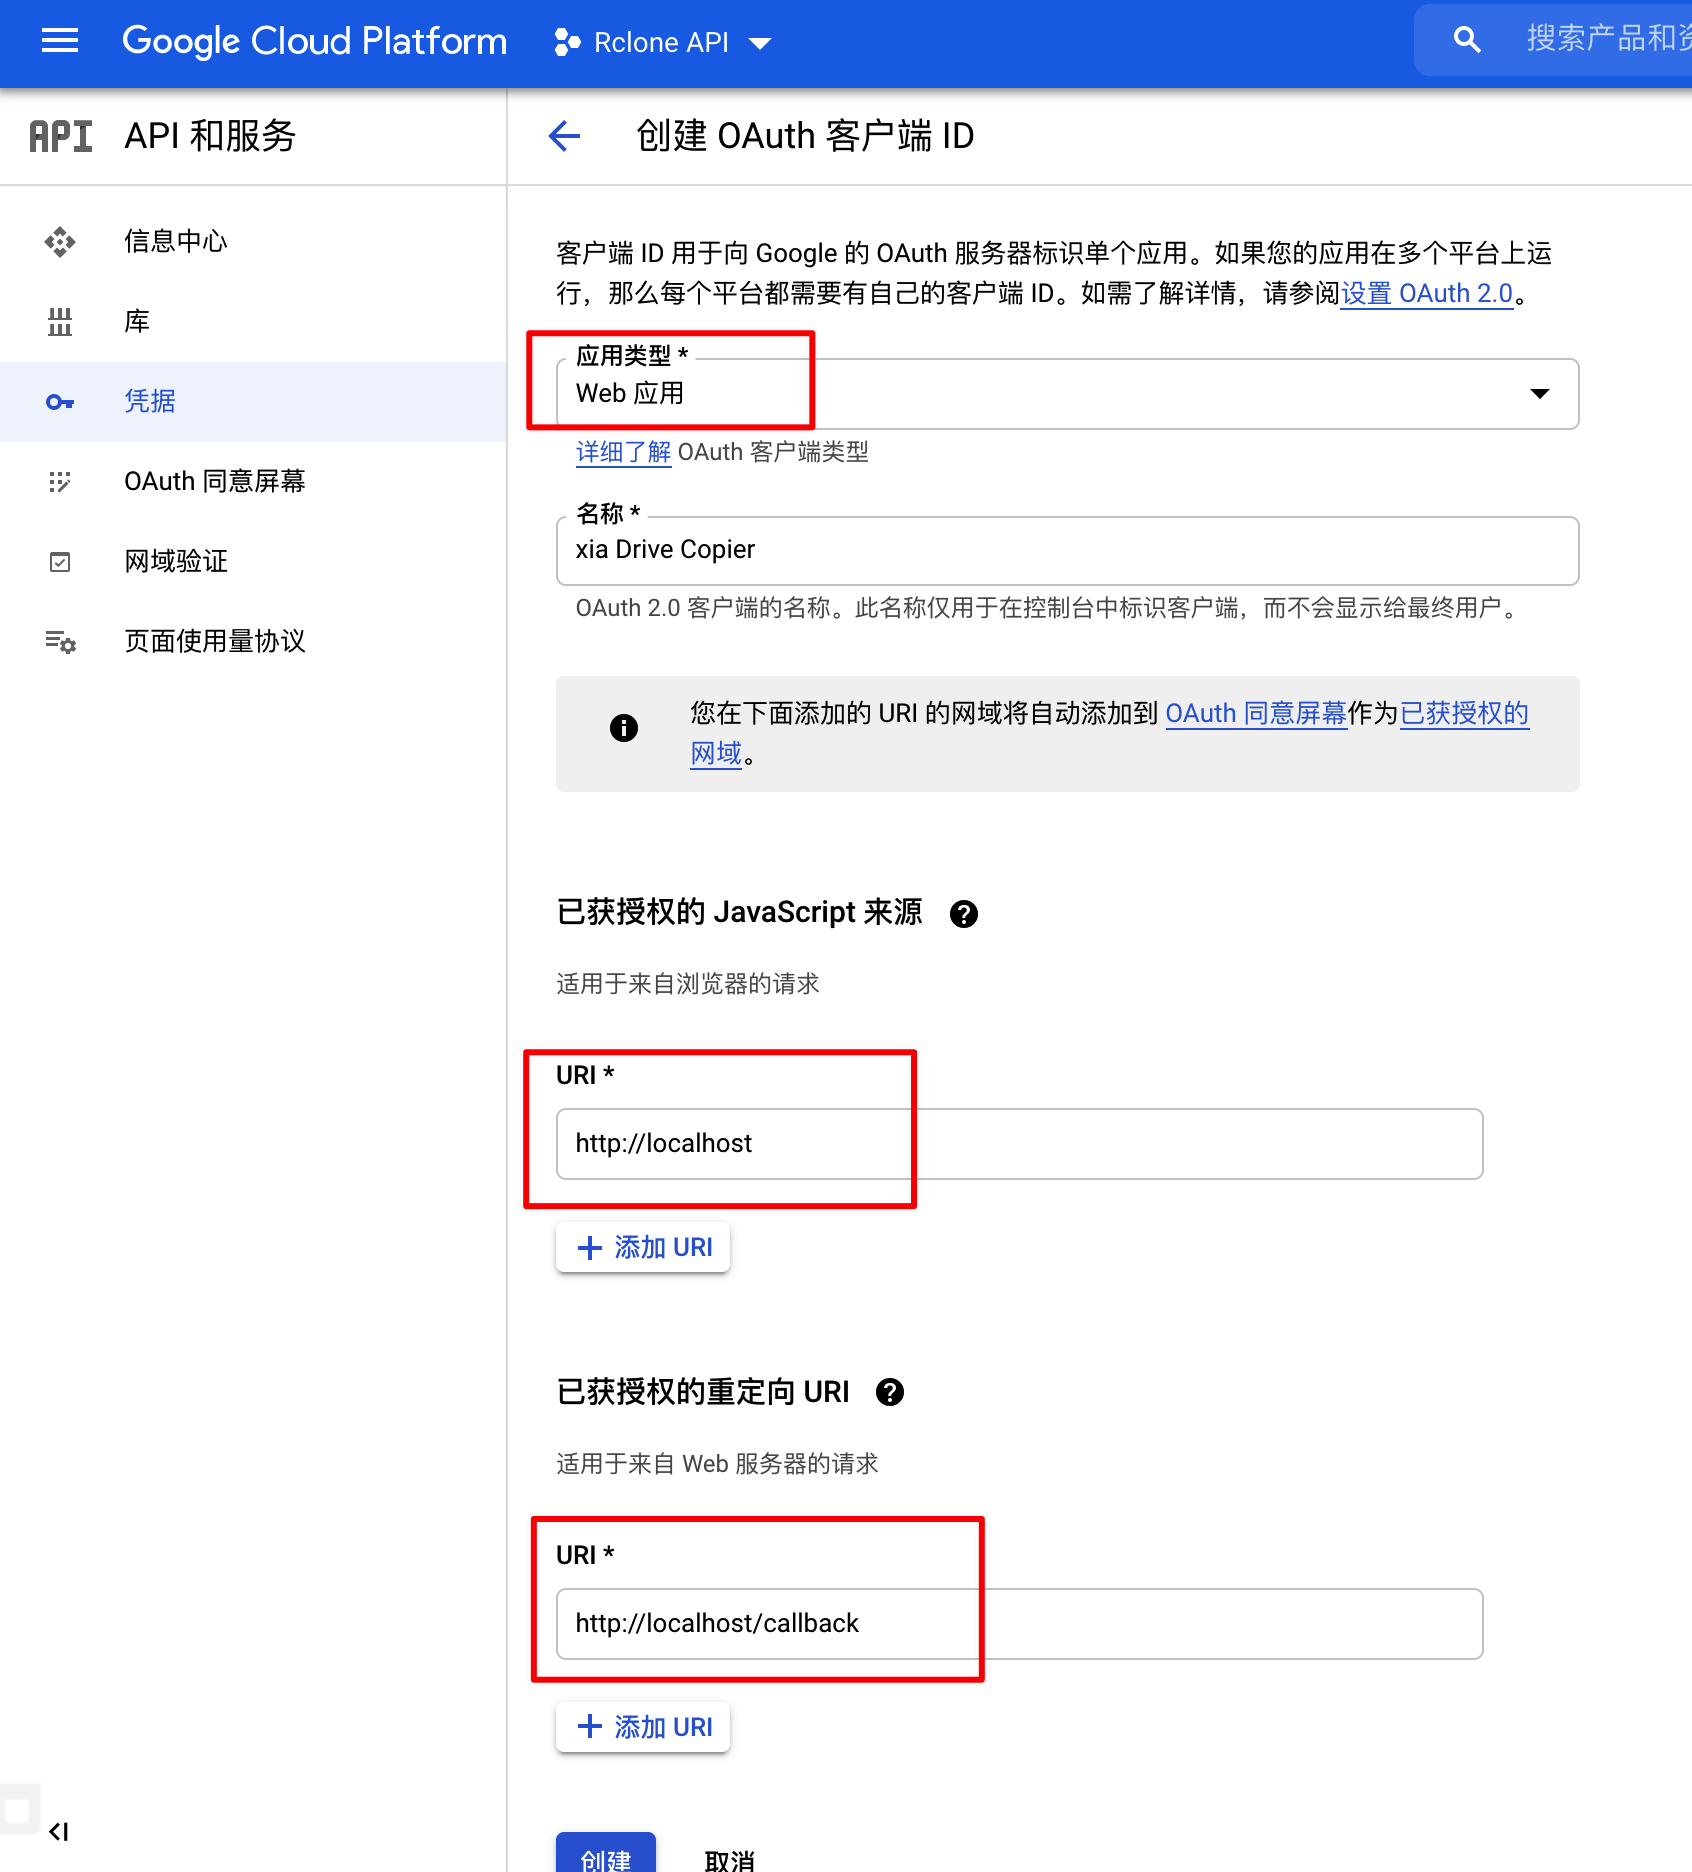 Google Cloud Platform
Rclone API
搜索产品和资
API
API 和服务
创建 OAuth 客户端 ID
信息中心
库
凭据
OAuth 同意屏幕
网域验证
页面使用量协议
客户端 ID 用于向 Google 的 OAuth 服务器标识单个应用。如果您的应用在多个平台上运
行，那么每个平台都需要有自己的客户端 ID。如需了解详情，请参阅设置 OAuth 2.0。
应用类型 *
Web 应用
详细了解 OAuth 客户端类型
名称 *
xia Drive Copier
OAuth 2.0 客户端的名称。此名称仅用于在控制台中标识客户端，而不会显示给最终用户。
您在下面添加的 URI 的网域将自动添加到 OAuth 同意屏幕作为已获授权的
网域。
已获授权的 JavaScript 来源
适用于来自浏览器的请求
URI *
http://localhost
添加 URI
已获授权的重定向 URI
适用于来自 Web 服务器的请求
URI *
http://localhost/callback
添加 URI
创建
取消